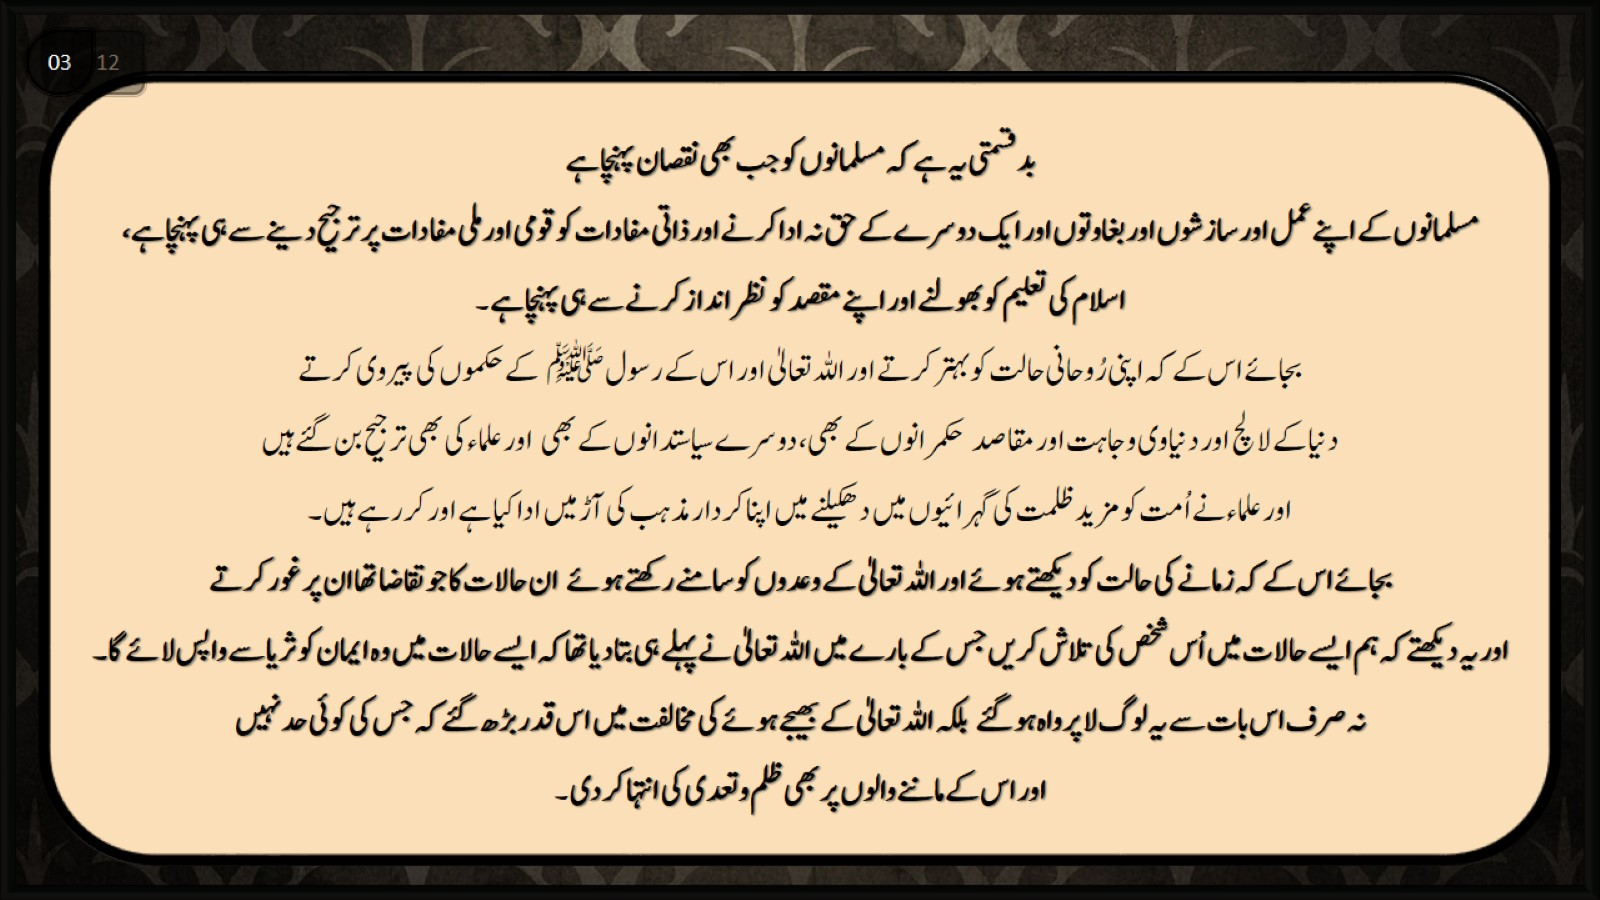 03 12
بدقسمتی یہ ہے کہ مسلمانوں کو جب بھی نقصان پہنچا ہے
مسلمانوں کے اپنے عمل اور سازشوں اور بغاوتوں اور ایک دوسرے کے حق نہ ادا کرنے اور ذاتی مفادات کو قومی اور ملی مفادات پر ترجیح دینے سے ہی پہنچا ہے،
اسلام کی تعلیم کو بھولنے اور اپنے مقصد کو نظر انداز کرنے سے ہی پہنچا ہے۔
بجائے اس کے کہ اپنی رُوحانی حالت کو بہتر کرتے اور اللہ تعالیٰ اور اس کے رسول ﷺ کے حکموں کی پیروی کرتے
دنیا کے لالچ اور دنیاوی وجاہت اور مقاصد حکمرانوں کے بھی، دوسرے سیاستدانوں کے بھی اور علماء کی بھی ترجیح بن گئے ہیں
اور علماء نے اُمت کو مزید ظلمت کی گہرائیوں میں دھکیلنے میں اپنا کردار مذہب کی آڑ میں ادا کیا ہے اور کر رہے ہیں۔
بجائے اس کے کہ زمانے کی حالت کو دیکھتے ہوئے اور اللہ تعالیٰ کے وعدوں کو سامنے رکھتے ہوئے ان حالات کا جو تقاضا تھا ان پر غور کرتے
اور یہ دیکھتے کہ ہم ایسے حالات میں اُس شخص کی تلاش کریں جس کے بارے میں اللہ تعالیٰ نے پہلے ہی بتا دیا تھا کہ ایسے حالات میں وہ ایمان کو ثریا سے واپس لائے گا۔
نہ صرف اس بات سے یہ لوگ لا پرواہ ہو گئے بلکہ اللہ تعالیٰ کے بھیجے ہوئے کی مخالفت میں اس قدر بڑھ گئے کہ جس کی کوئی حد نہیں
اور اس کے ماننے والوں پر بھی ظلم و تعدی کی انتہا کر دی۔